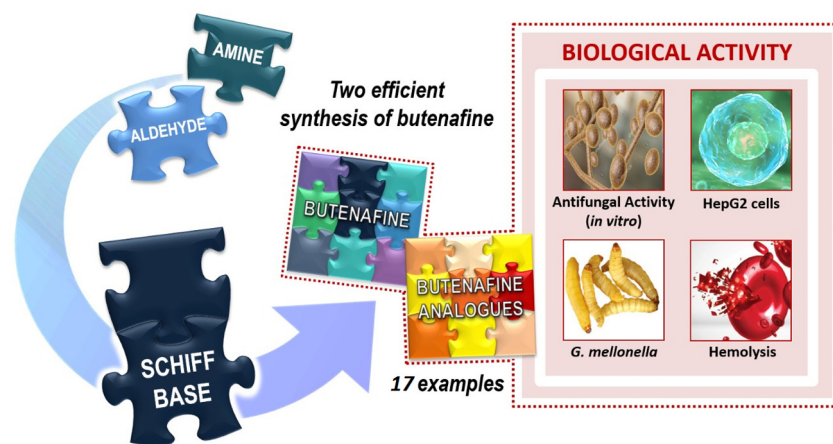 AMINE
ALDEHYDE
SCHIFF
BASE
Two efficient
synthesis of butenafine
BUTENAFINE
BUTENAFINE
ANALOGUES
17 examples
BIOLOGICAL ACTIVITY
Antifungal Activity
(in vitro)
HepG2 cells
G. mellonella
Hemolysis